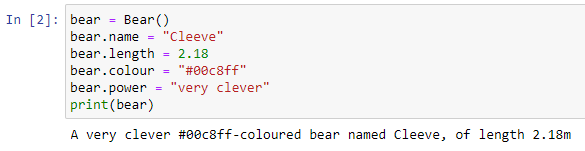 In [2]: bear = Bear()
bear.name = "Cleeve"
bear.length = 2.18
bear.colour = "#00c8ff"
bear.power = "very clever"
print(bear)
A very clever #00c8ff-coloured bear named Cleeve, of length 2.18m